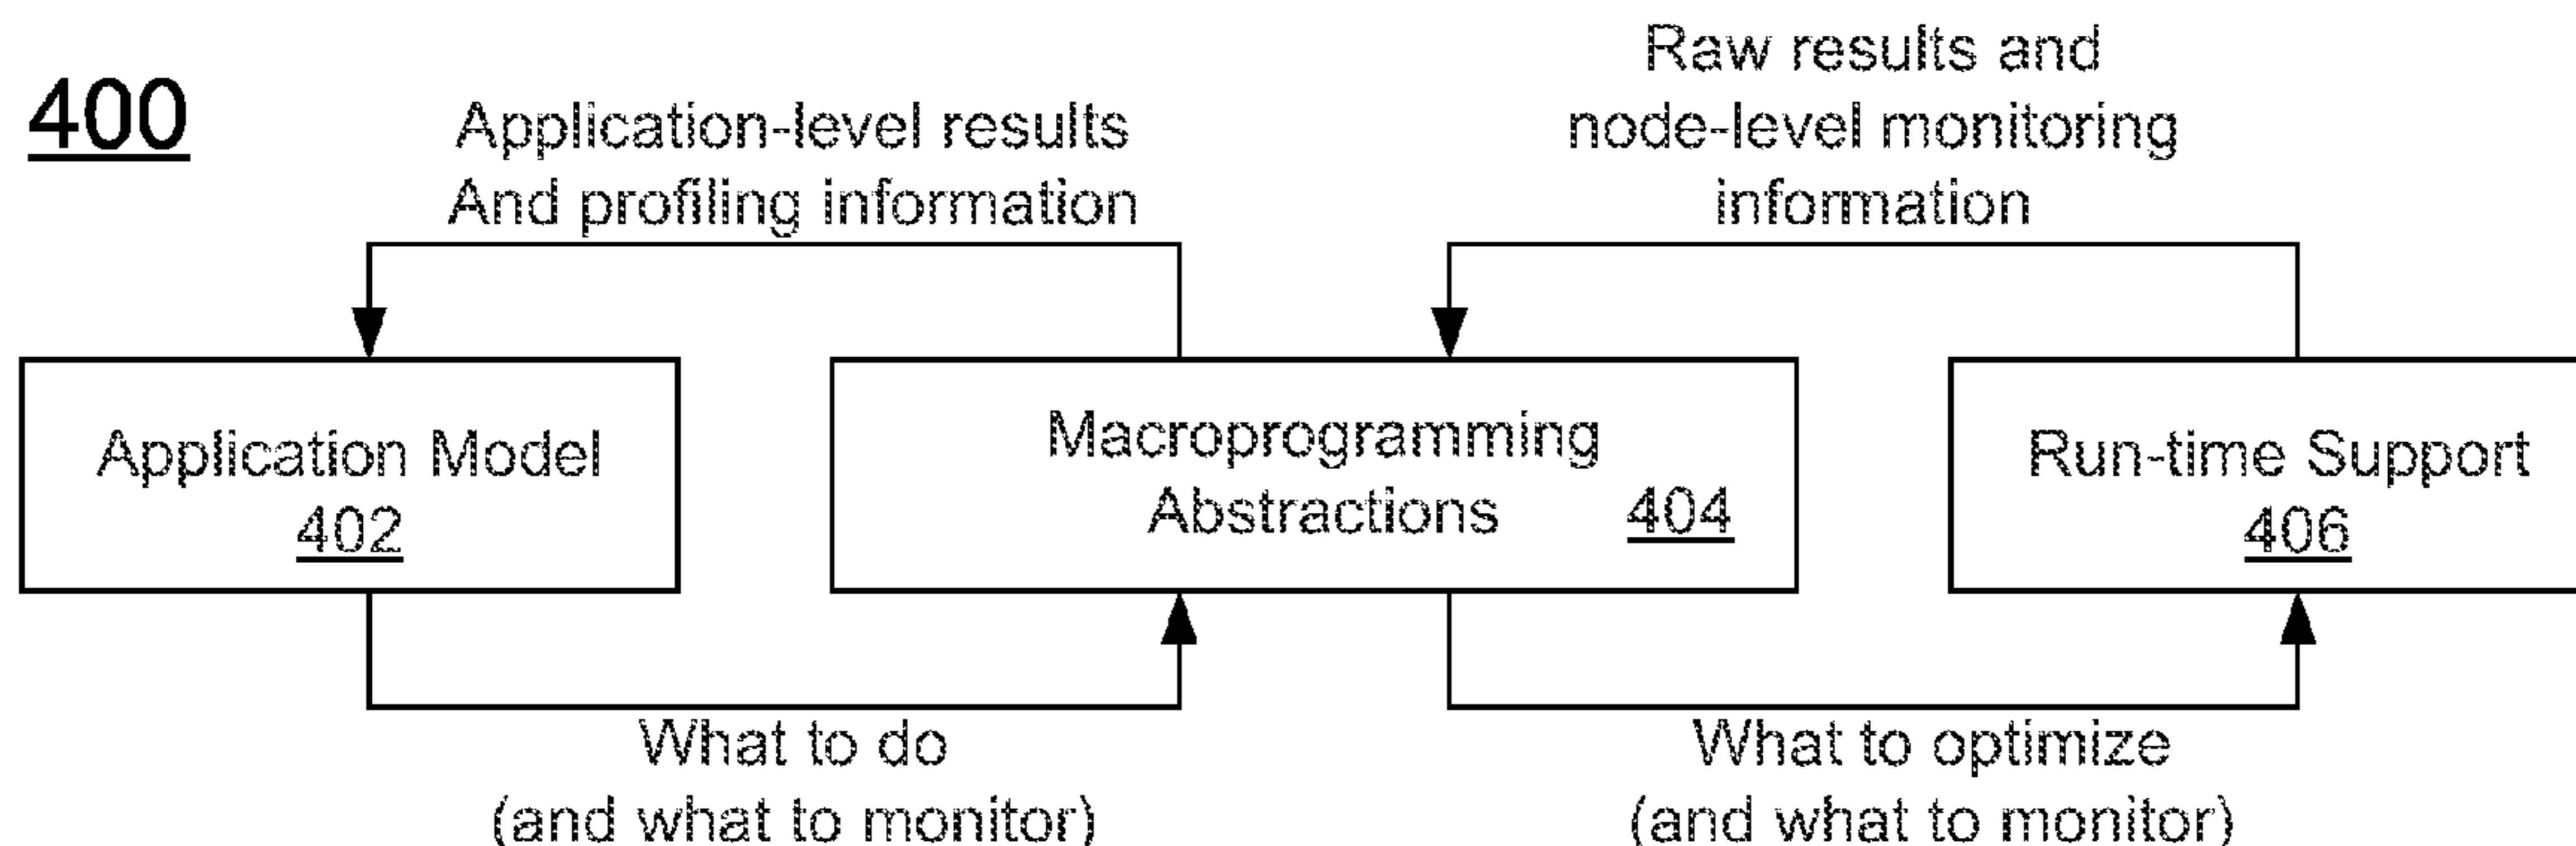 400
Application-level results
And profiling information
Raw results and
node-level monitoring
information
Application Model
402
Macroprogramming
Abstractions 404
Run-time Support
406
What to do
(and what to monitor)
What to optimize
(and what to monitor)